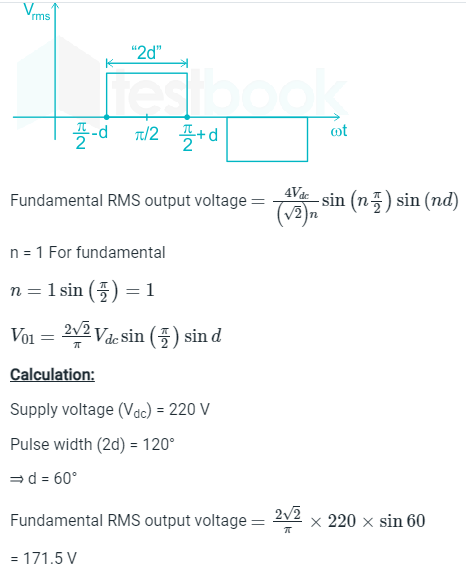 Vrms
"2d"
testbook
π/2 -d π/2 π/2 +d ωt
Fundamental RMS output voltage = 4Vdc/(√2)n sin (n π/2) sin (nd)
n = 1 For fundamental
n = 1 sin (π/2) = 1
V01 = 2√2/π Vdc sin (π/2) sin d
Calculation:
Supply voltage (Vdc) = 220 V
Pulse width (2d) = 120°
⇒ d = 60°
Fundamental RMS output voltage = 2√2/π × 220 × sin 60
= 171.5 V